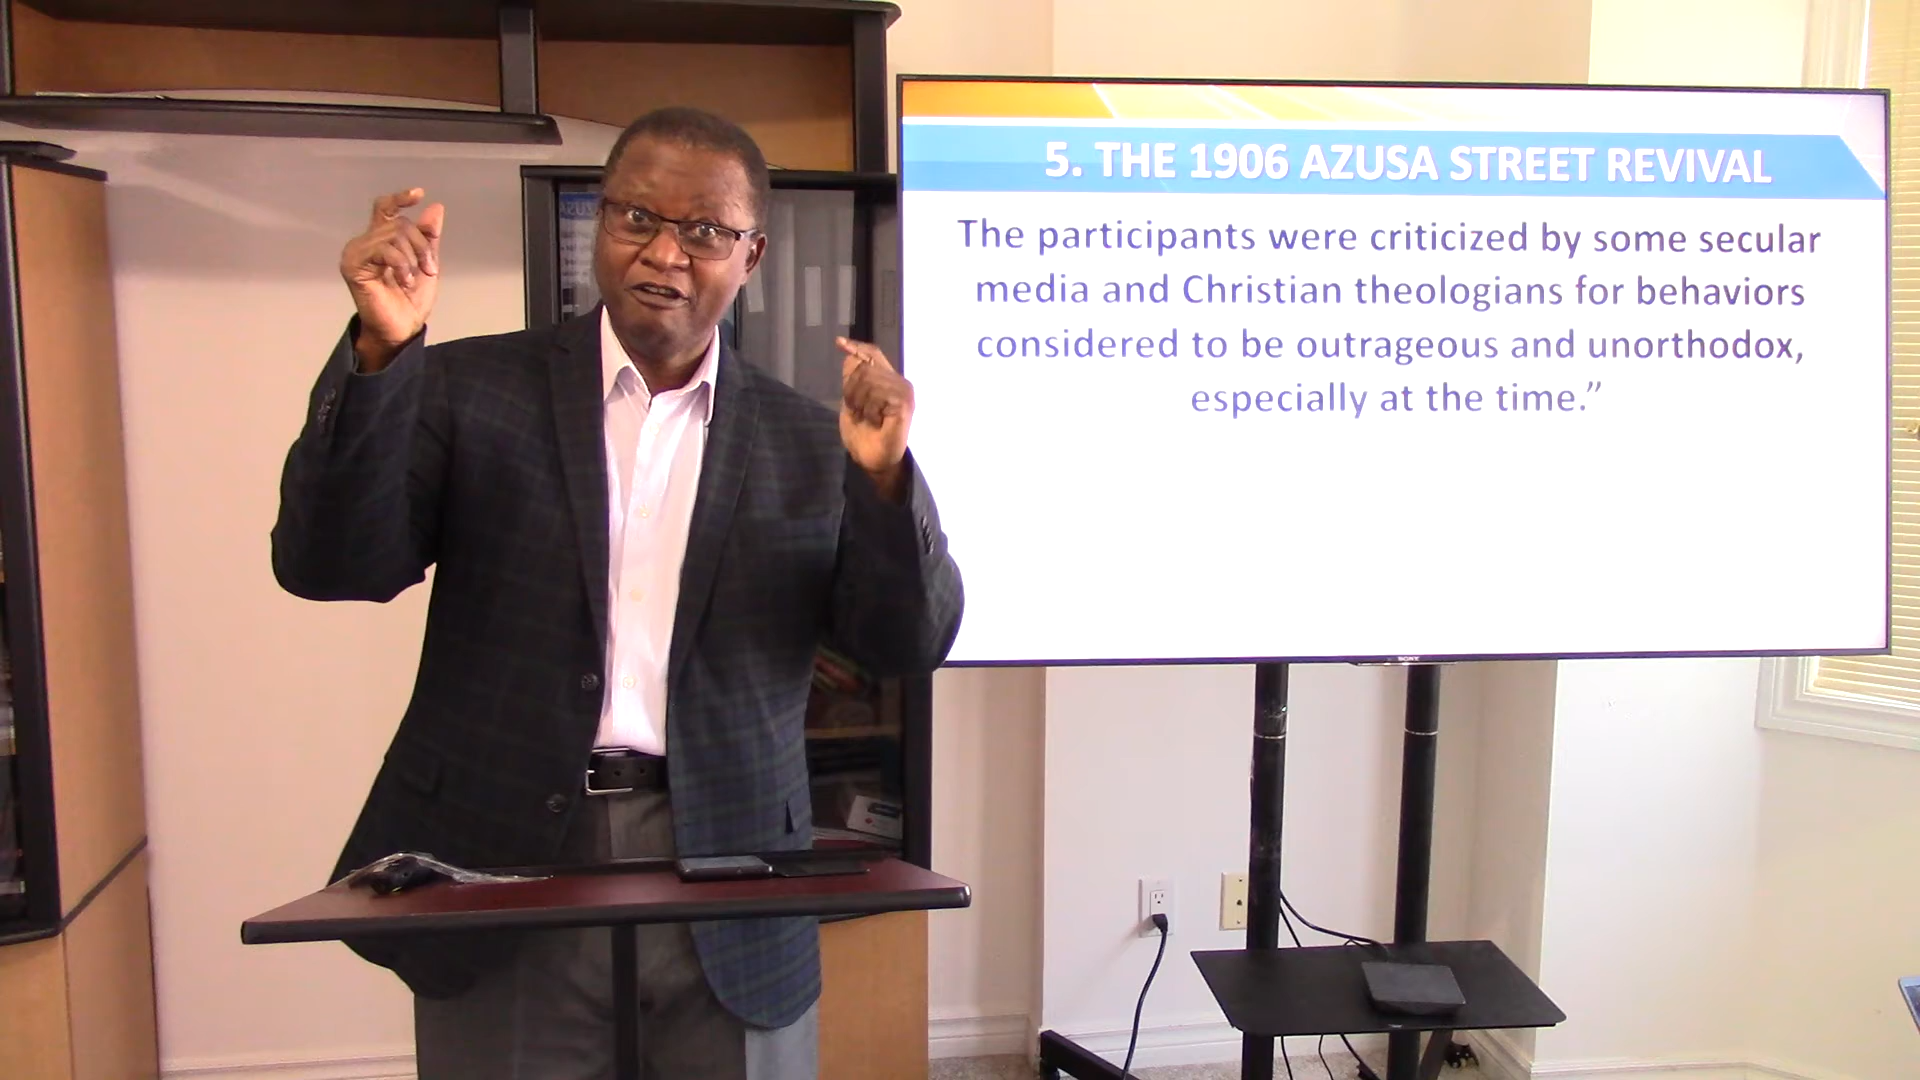 5. THE 1906 AZUSA STREET REVIVAL
The participants were criticized by some secular
media and Christian theologians for behaviors
considered to be outrageous and unorthodox,
especially at the time.”
SONY